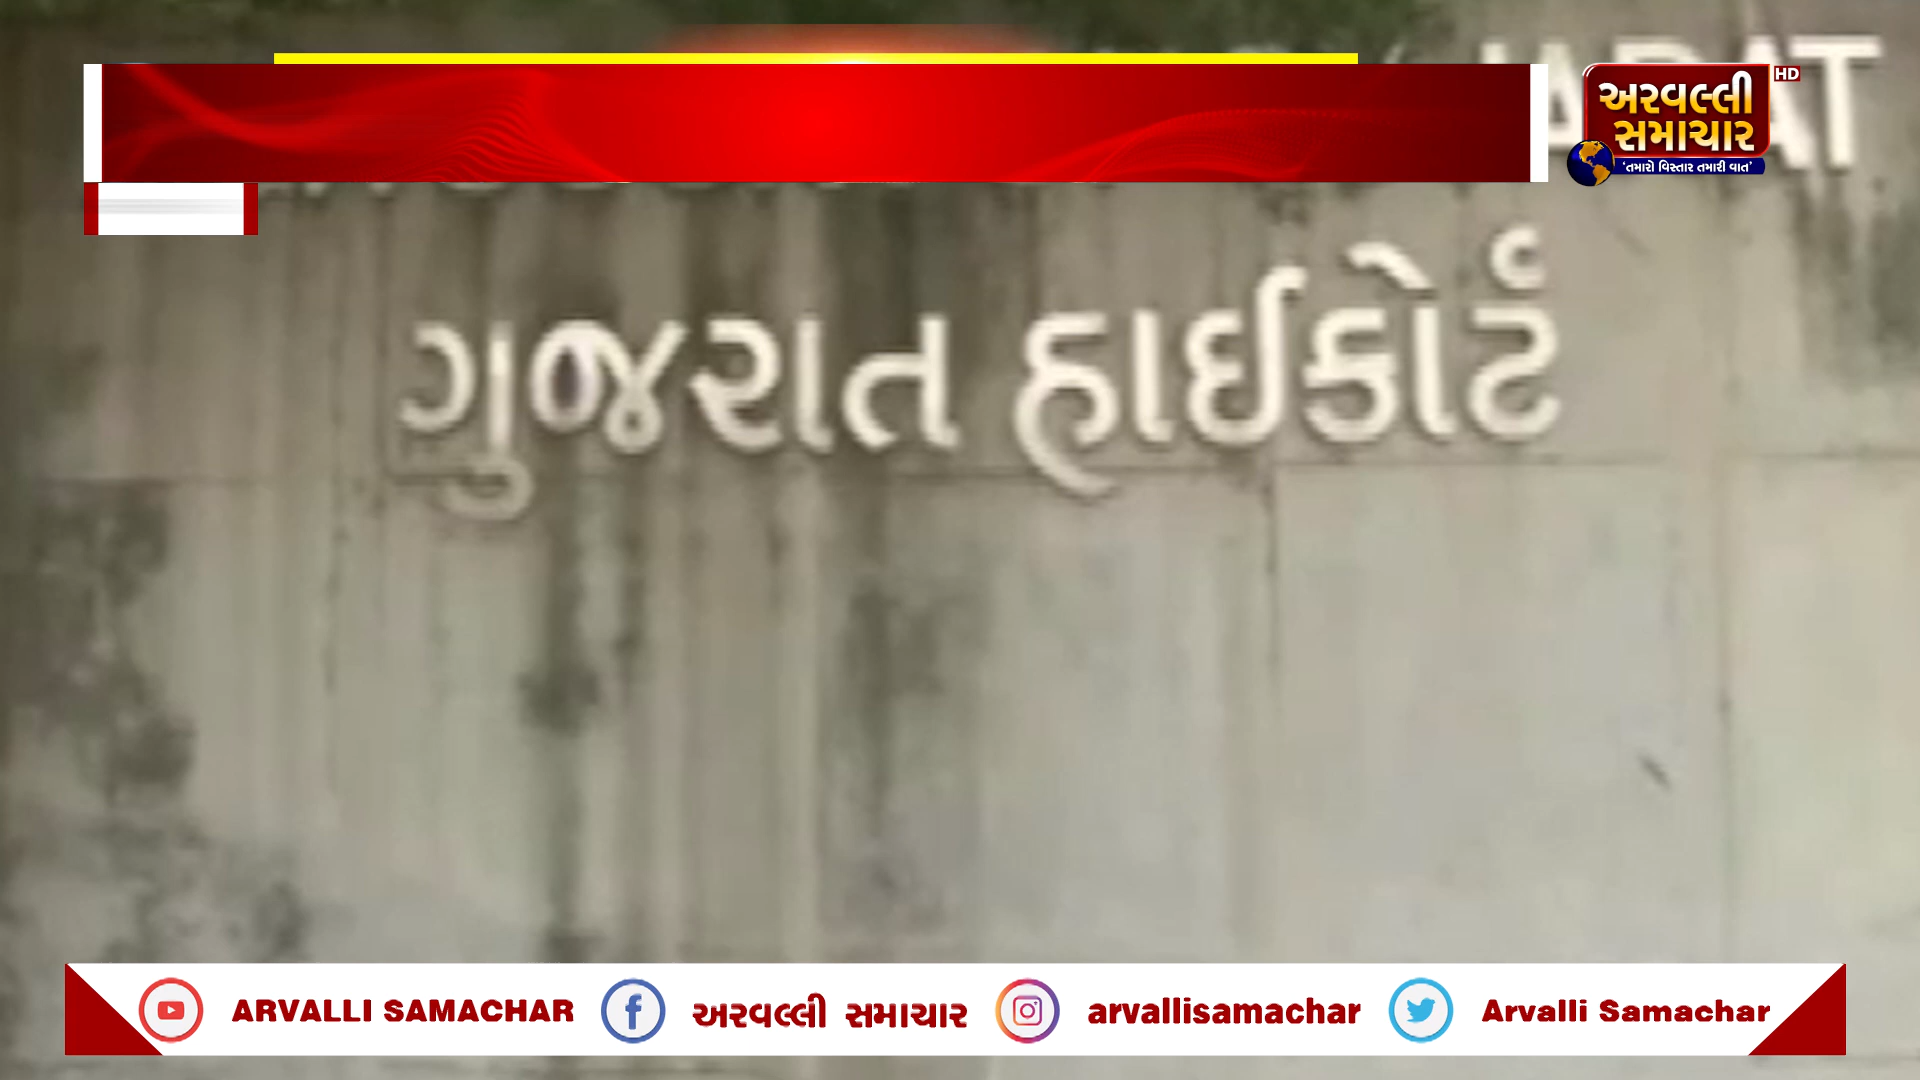 HD
અરવલ્લી
સમાચાર
'તમારો વિસ્તાર તમારી વાત'
ગુજરાત હાઈકોર્ટ
ARVALLI SAMACHAR
અરવલ્લી સમાચાર
arvallisamachar
Arvalli Samachar